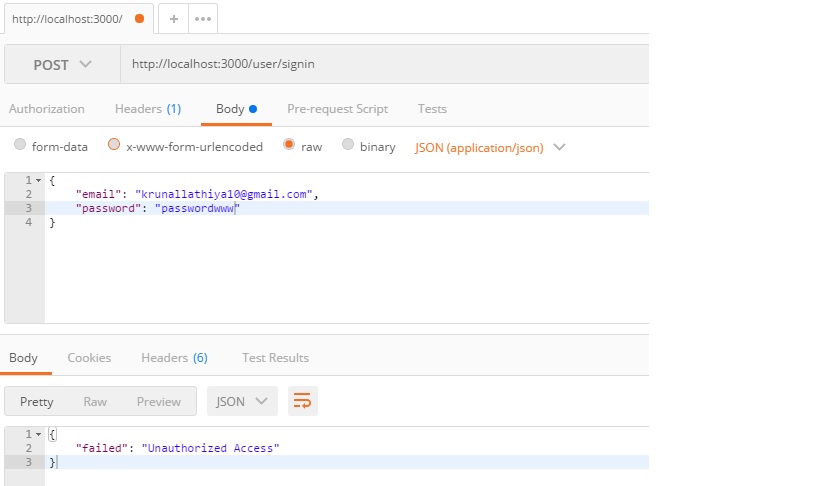 http://localhost:3000/ + •••
POST http://localhost:3000/user/signin
Authorization Headers (1) Body Pre-request Script Tests
form-data x-www-form-urlencoded raw binary JSON (application/json)
1 {
2 "email": "krunallathiya10@gmail.com",
3 "password": "passwordwww"
4 }
Body Cookies Headers (6) Test Results
Pretty Raw Preview JSON
1 {
2 "failed": "Unauthorized Access"
3 }